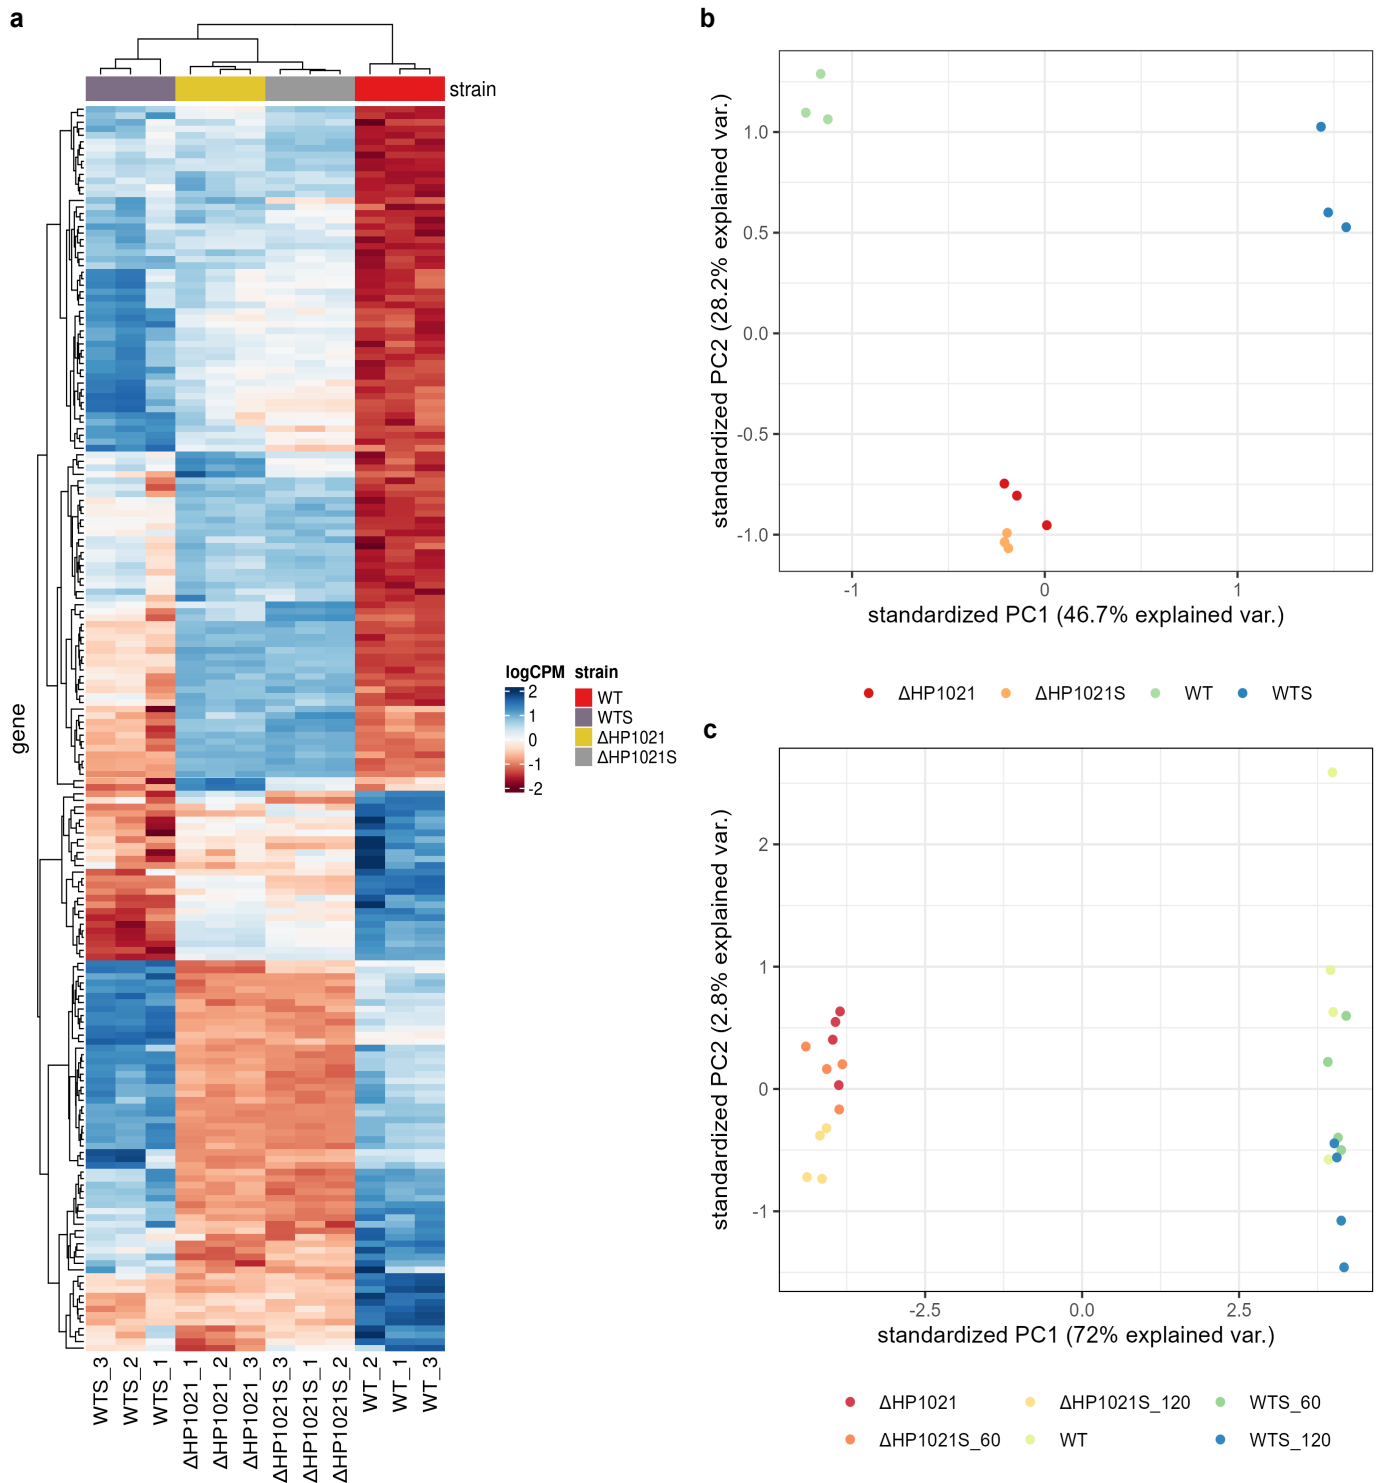 a
strain
gene
logCPM
2
1
0
-1
-2
strain
WT
WTS
ΔHP1021
ΔHP1021S
WTS_3
WTS_2
WTS_1
ΔHP1021_1
ΔHP1021_2
ΔHP1021_3
ΔHP1021S_3
ΔHP1021S_1
ΔHP1021S_2
WT_2
WT_1
WT_3
b
standardized PC2 (28.2% explained var.)
1.0
0.5
0.0
-0.5
-1.0
-1 0 1
standardized PC1 (46.7% explained var.)
ΔHP1021 ΔHP1021S WT WTS
c
standardized PC2 (2.8% explained var.)
2
1
0
-1
-2.5 0.0 2.5
standardized PC1 (72% explained var.)
ΔHP1021 ΔHP1021S_120 WTS_60
ΔHP1021S_60 WT WTS_120